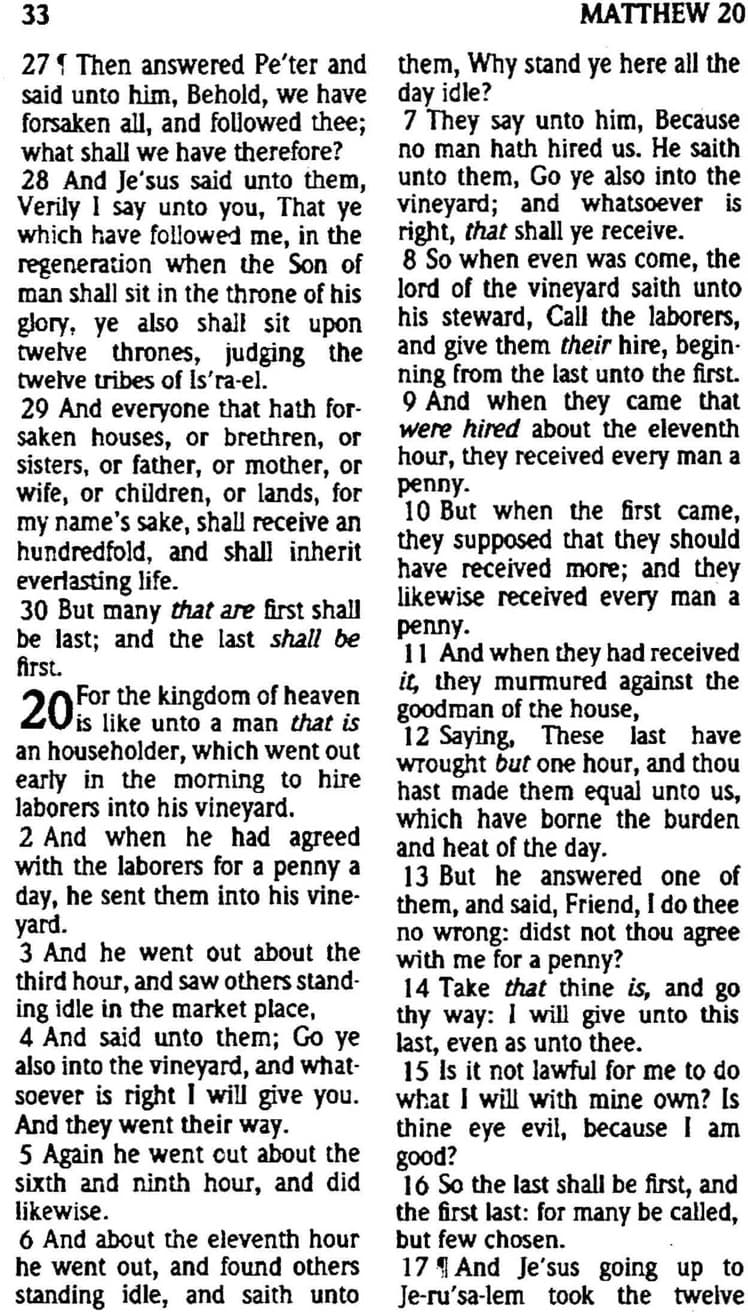 33
MATTHEW 20
27 ¶ Then answered Pe′ter and
said unto him, Behold, we have
forsaken all, and followed thee;
what shall we have therefore?
28 And Je′sus said unto them,
Verily I say unto you, That ye
which have followed me, in the
regeneration when the Son of
man shall sit in the throne of his
glory, ye also shall sit upon
twelve thrones, judging the
twelve tribes of Is′ra-el.
29 And everyone that hath for-
saken houses, or brethren, or
sisters, or father, or mother, or
wife, or children, or lands, for
my name's sake, shall receive an
hundredfold, and shall inherit
everlasting life.
30 But many that are first shall
be last; and the last shall be
first.
20 For the kingdom of heaven
is like unto a man that is
an householder, which went out
early in the morning to hire
laborers into his vineyard.
2 And when he had agreed
with the laborers for a penny a
day, he sent them into his vine-
yard.
3 And he went out about the
third hour, and saw others stand-
ing idle in the market place,
4 And said unto them; Go ye
also into the vineyard, and what-
soever is right I will give you.
And they went their way.
5 Again he went out about the
sixth and ninth hour, and did
likewise.
6 And about the eleventh hour
he went out, and found others
standing idle, and saith unto
them, Why stand ye here all the
day idle?
7 They say unto him, Because
no man hath hired us. He saith
unto them, Go ye also into the
vineyard; and whatsoever is
right, that shall ye receive.
8 So when even was come, the
lord of the vineyard saith unto
his steward, Call the laborers,
and give them their hire, begin-
ning from the last unto the first.
9 And when they came that
were hired about the eleventh
hour, they received every man a
penny.
10 But when the first came,
they supposed that they should
have received more; and they
likewise received every man a
penny.
11 And when they had received
it, they murmured against the
goodman of the house,
12 Saying, These last have
wrought but one hour, and thou
hast made them equal unto us,
which have borne the burden
and heat of the day.
13 But he answered one of
them, and said, Friend, I do thee
no wrong: didst not thou agree
with me for a penny?
14 Take that thine is, and go
thy way: I will give unto this
last, even as unto thee.
15 Is it not lawful for me to do
what I will with mine own? Is
thine eye evil, because I am
good?
16 So the last shall be first, and
the first last: for many be called,
but few chosen.
17 ¶ And Je′sus going up to
Je-ru′sa-lem took the twelve